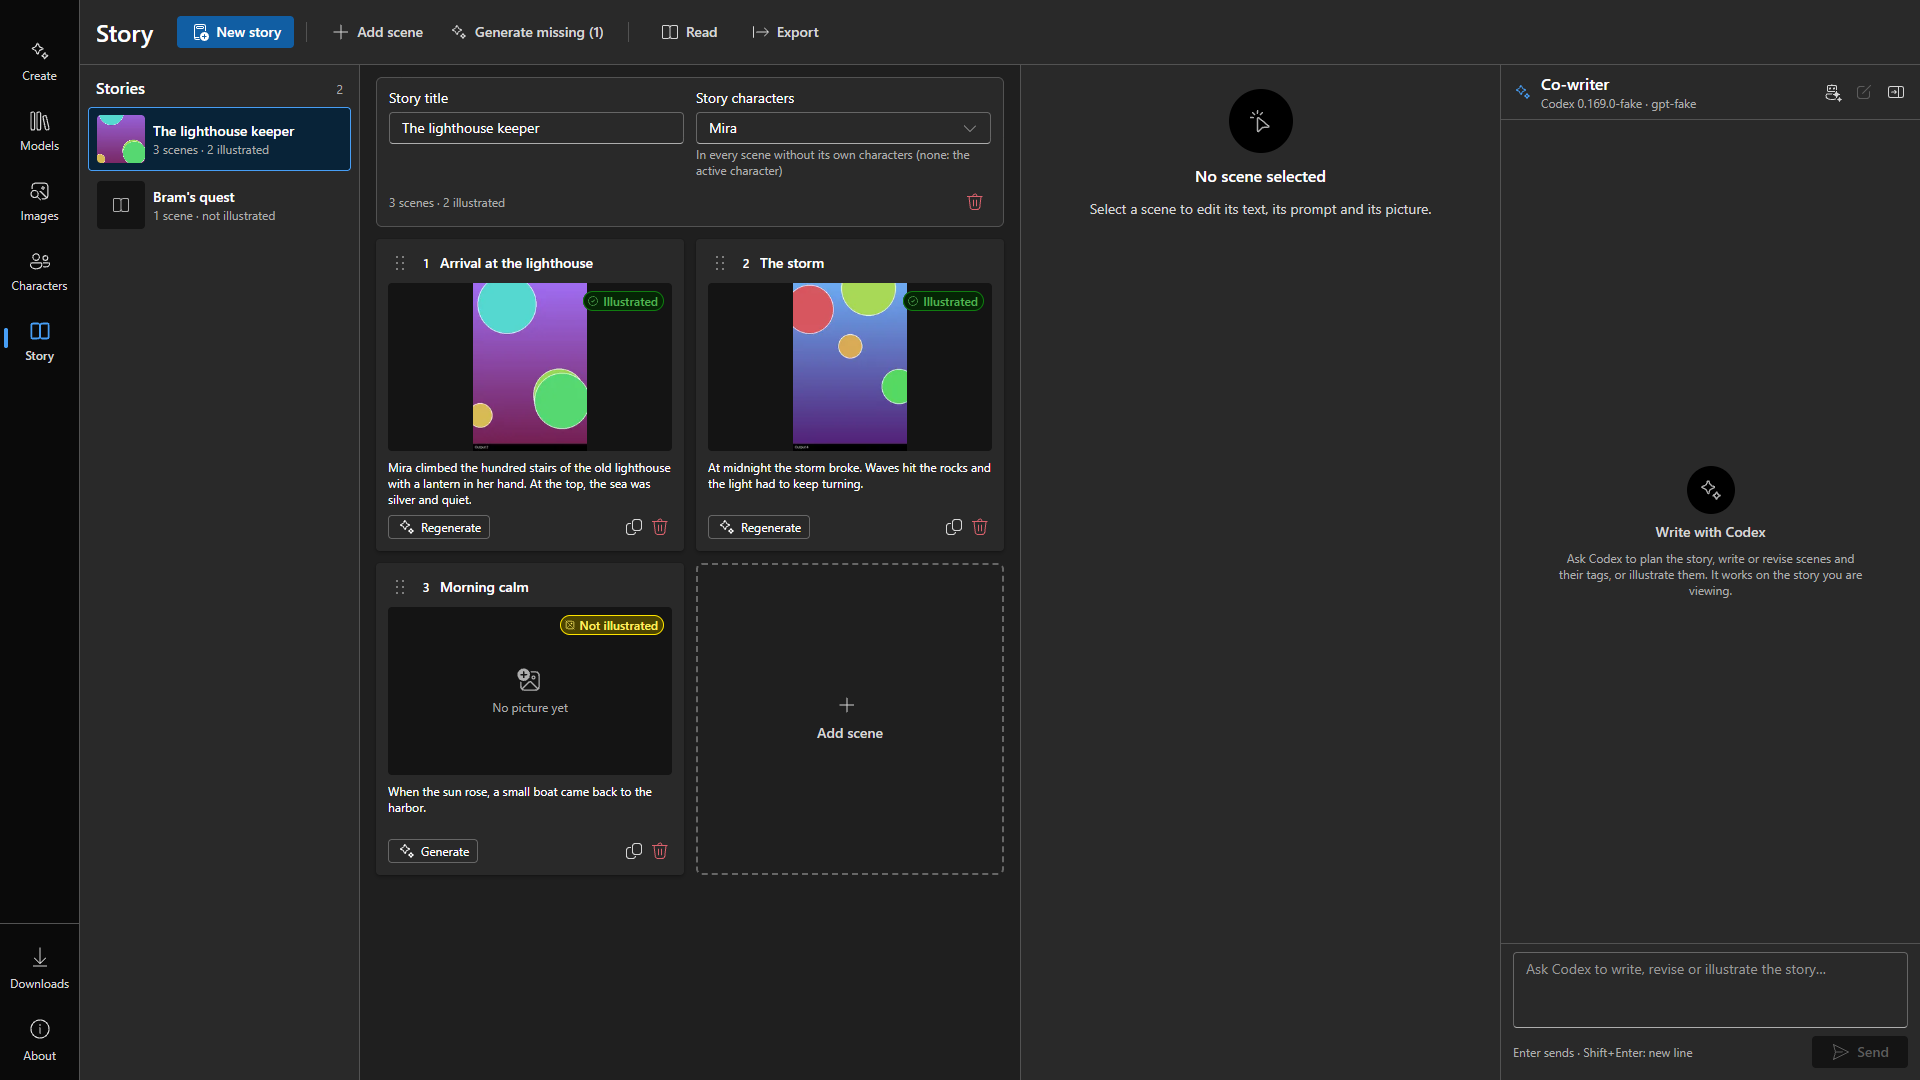 Create
Models
Images
Characters
Story
Downloads
About
Story
New story
Add scene
Generate missing (1)
Read
Export
Stories
2
The lighthouse keeper
3 scenes · 2 illustrated
Bram's quest
1 scene · not illustrated
Story title
The lighthouse keeper
Story characters
Mira
In every scene without its own characters (none: the
active character)
3 scenes · 2 illustrated
1 Arrival at the lighthouse
Illustrated
Mira climbed the hundred stairs of the old lighthouse
with a lantern in her hand. At the top, the sea was
silver and quiet.
Regenerate
2 The storm
Illustrated
At midnight the storm broke. Waves hit the rocks and
the light had to keep turning.
Regenerate
3 Morning calm
Not illustrated
No picture yet
When the sun rose, a small boat came back to the
harbor.
Generate
Add scene
No scene selected
Select a scene to edit its text, its prompt and its picture.
Co-writer
Codex 0.169.0-fake · gpt-fake
Write with Codex
Ask Codex to plan the story, write or revise scenes and
their tags, or illustrate them. It works on the story you are
viewing.
Ask Codex to write, revise or illustrate the story...
Enter sends · Shift+Enter: new line
Send